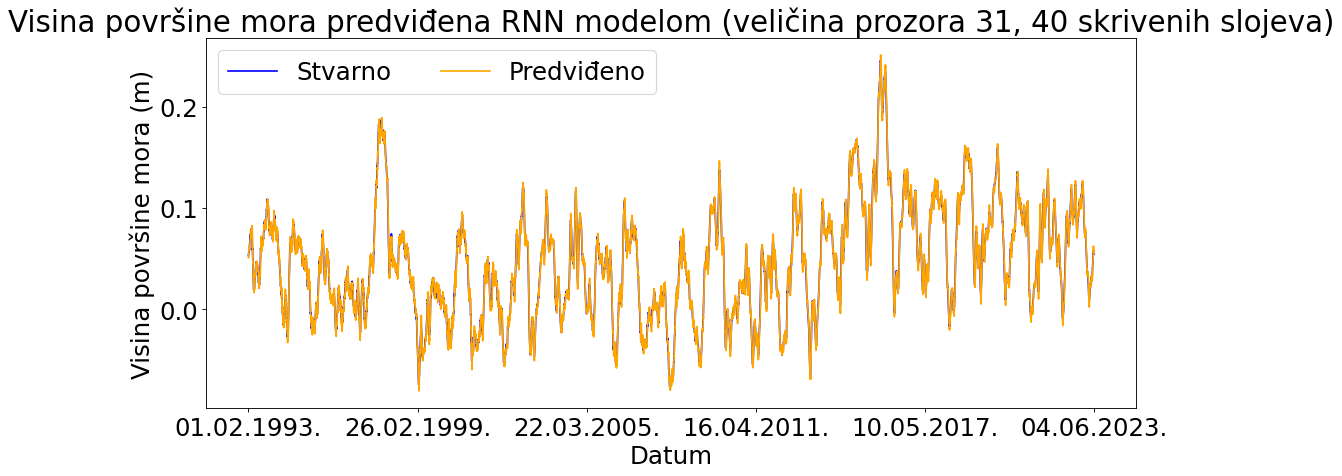 Visina površine mora predviđena RNN modelom (veličina prozora 31, 40 skrivenih slojeva)
Stvarno Predviđeno
Visina površine mora (m)
0.2
0.1
0.0
01.02.1993. 26.02.1999. 22.03.2005. 16.04.2011. 10.05.2017. 04.06.2023.
Datum